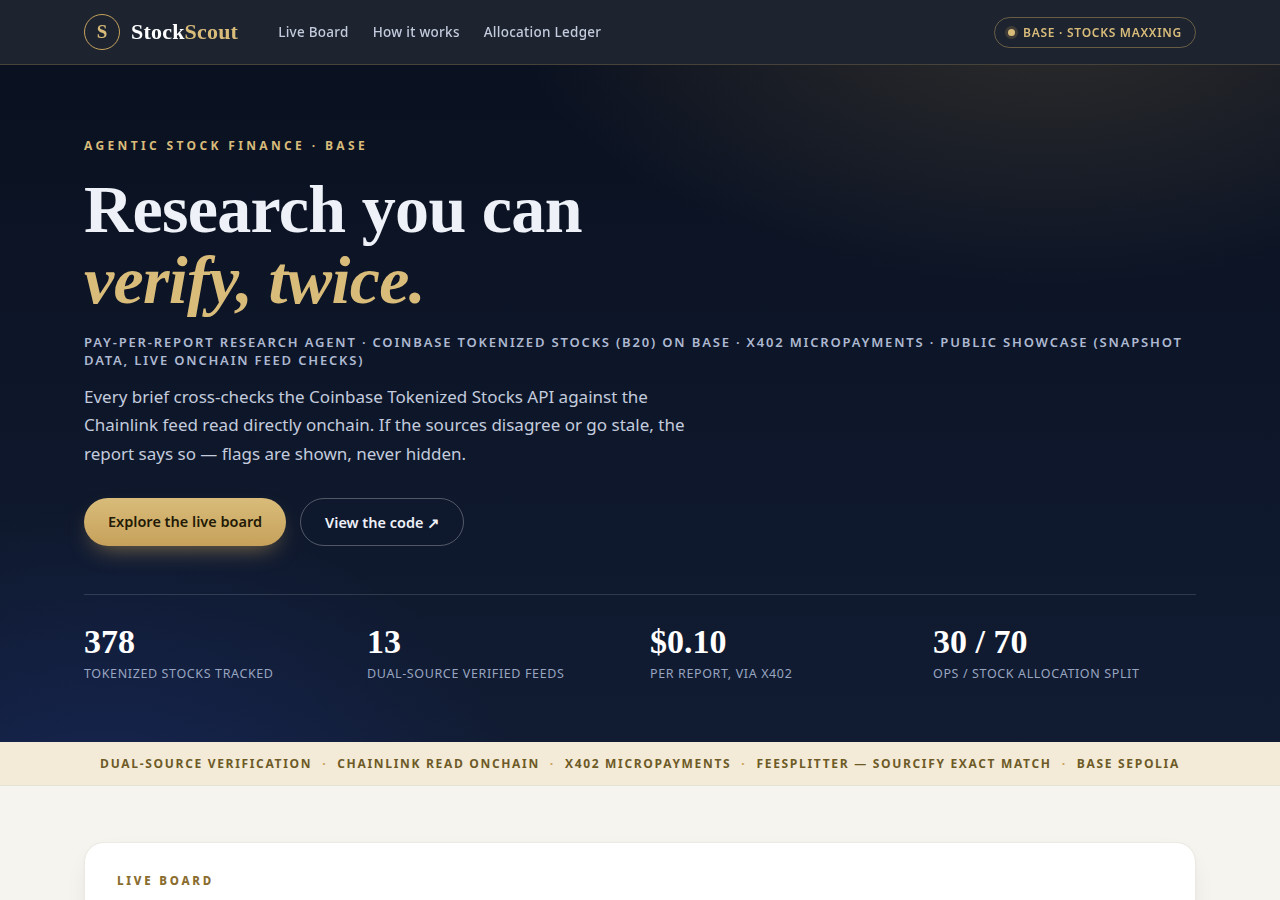 S StockScout Live Board How it works Allocation Ledger BASE · STOCKS MAXXING
AGENTIC STOCK FINANCE · BASE
Research you can
verify, twice.
PAY-PER-REPORT RESEARCH AGENT · COINBASE TOKENIZED STOCKS (B20) ON BASE · X402 MICROPAYMENTS · PUBLIC SHOWCASE (SNAPSHOT
DATA, LIVE ONCHAIN FEED CHECKS)
Every brief cross-checks the Coinbase Tokenized Stocks API against the
Chainlink feed read directly onchain. If the sources disagree or go stale, the
report says so — flags are shown, never hidden.
Explore the live board View the code ↗
378 13 $0.10 30 / 70
TOKENIZED STOCKS TRACKED DUAL-SOURCE VERIFIED FEEDS PER REPORT, VIA X402 OPS / STOCK ALLOCATION SPLIT
DUAL-SOURCE VERIFICATION · CHAINLINK READ ONCHAIN · X402 MICROPAYMENTS · FEESPLITTER — SOURCIFY EXACT MATCH · BASE SEPOLIA
LIVE BOARD